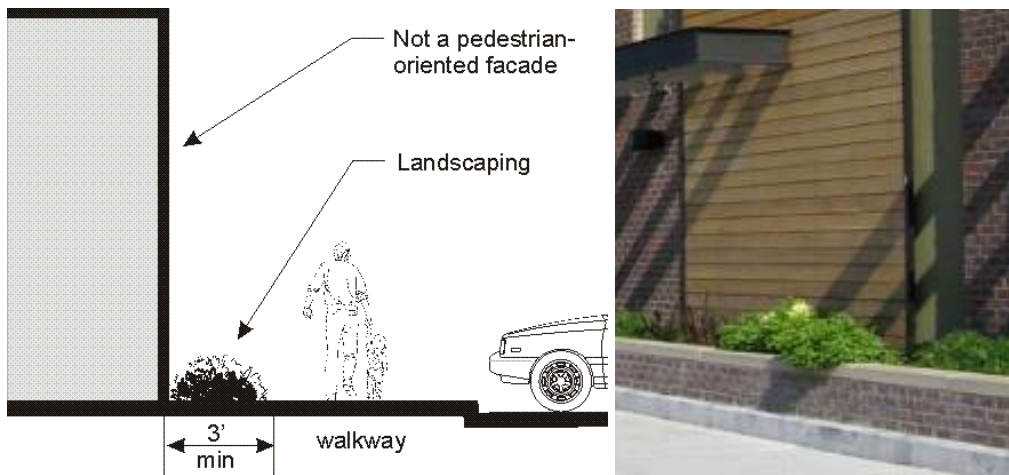 Not a pedestrian-
oriented facade
Landscaping
3'
min
walkway